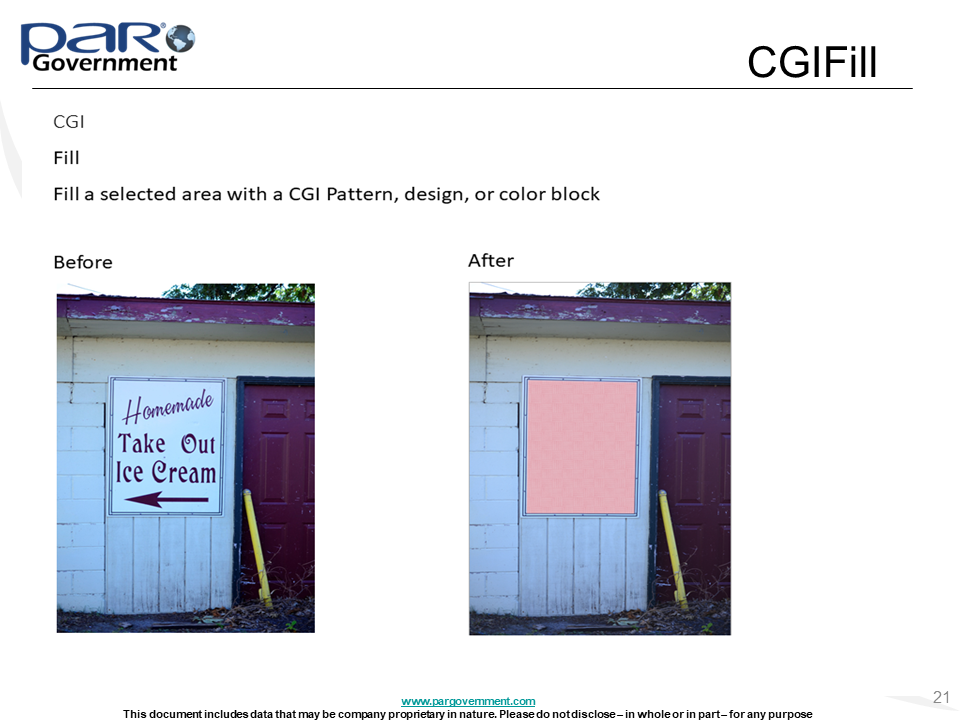 PAR®
Government
CGIFill
CGI
Fill
Fill a selected area with a CGI Pattern, design, or color block
Before
After
Homemade
Take Out
Ice Cream
www.pargovernment.com
This document includes data that may be company proprietary in nature. Please do not disclose – in whole or in part – for any purpose
21